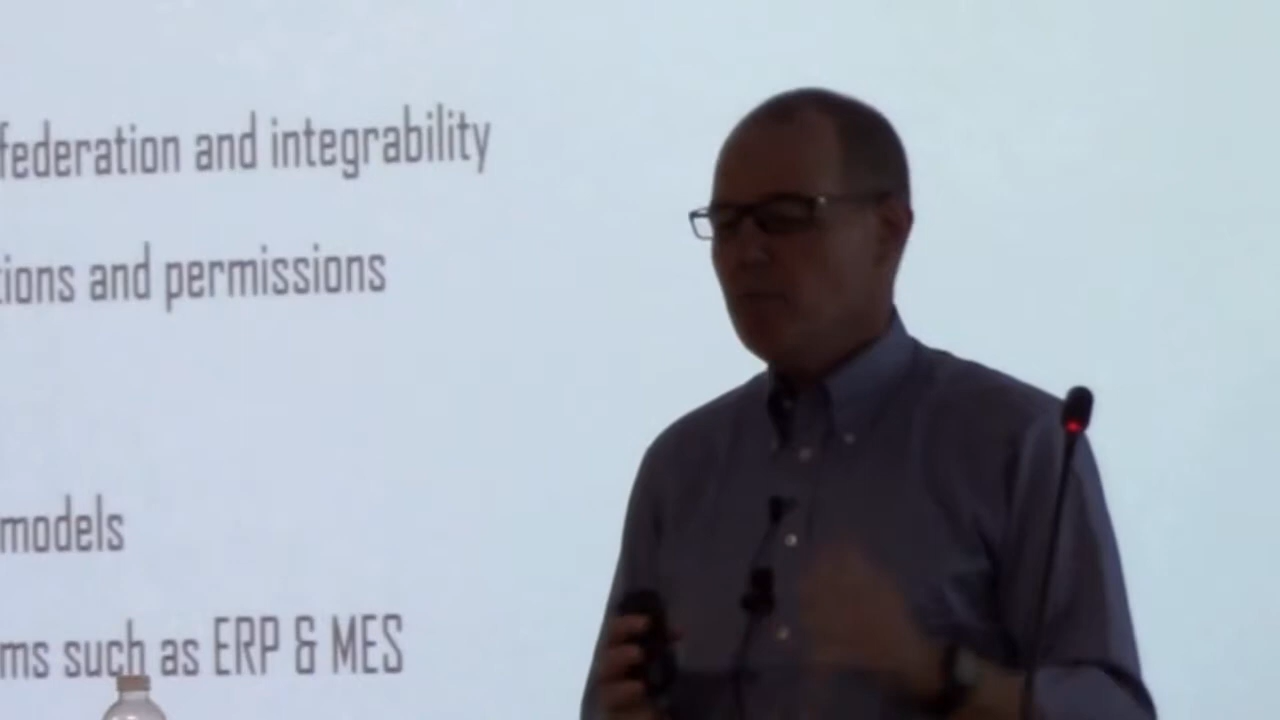 federation and integrability
tions and permissions
models
ms such as ERP & MES